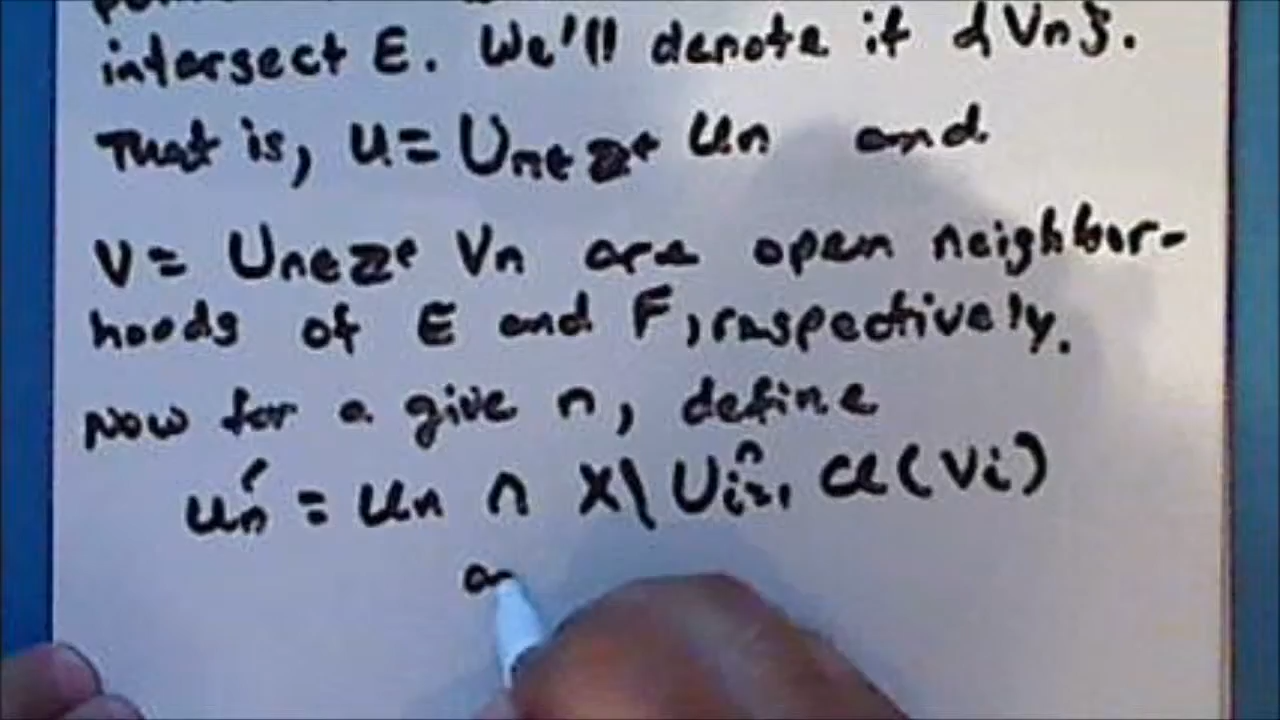 intersect E. We'll denote it {Vn}.
That is, U = ∪n∈ℤ+ Un and
V = ∪n∈ℤ+ Vn are open neighbor-
hoods of E and F, respectively.
Now for a give n, define
Un' = Un ∩ X\∪i=1^n cl(Vi)
an